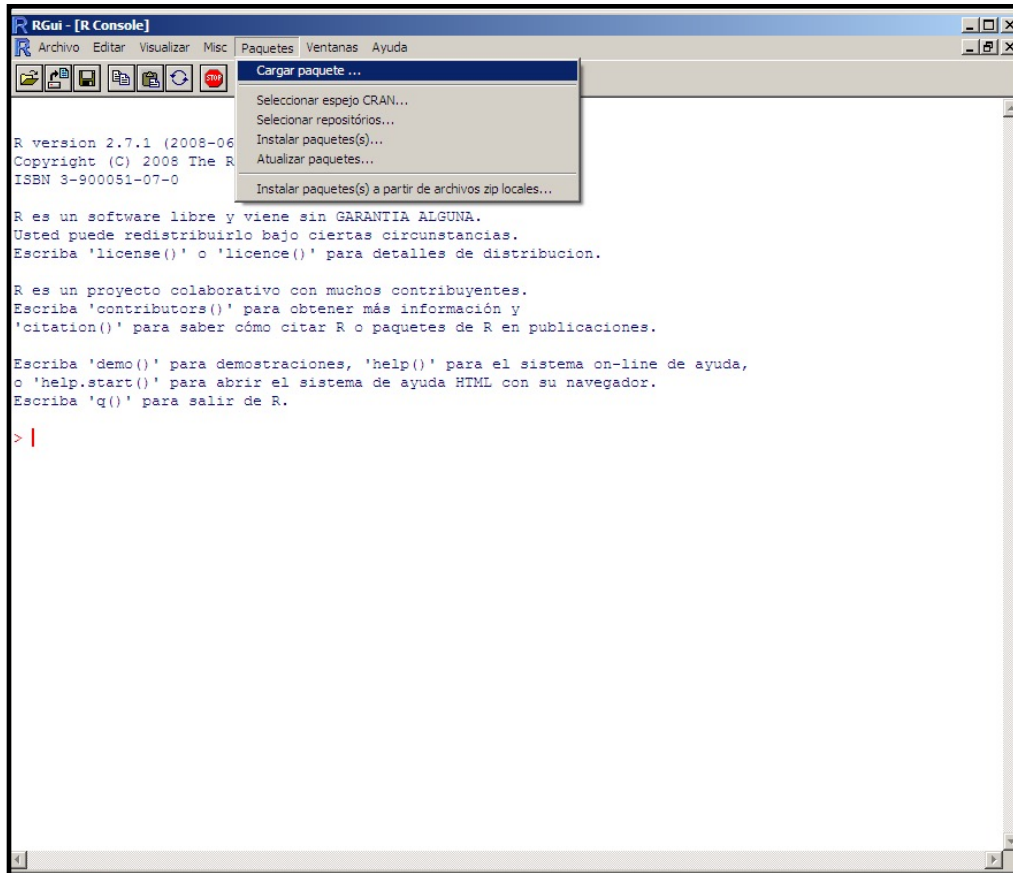 RGui - [R Console]
Archivo Editar Visualizar Misc Paquetes Ventanas Ayuda
STOP
Cargar paquete ...
Seleccionar espejo CRAN...
Selecionar repositórios...
Instalar paquetes(s)...
Atualizar paquetes...
Instalar paquetes(s) a partir de archivos zip locales...
R version 2.7.1 (2008-06
Copyright (C) 2008 The R
ISBN 3-900051-07-0
R es un software libre y viene sin GARANTIA ALGUNA.
Usted puede redistribuirlo bajo ciertas circunstancias.
Escriba 'license()' o 'licence()' para detalles de distribucion.
R es un proyecto colaborativo con muchos contribuyentes.
Escriba 'contributors()' para obtener más información y
'citation()' para saber cómo citar R o paquetes de R en publicaciones.
Escriba 'demo()' para demostraciones, 'help()' para el sistema on-line de ayuda,
o 'help.start()' para abrir el sistema de ayuda HTML con su navegador.
Escriba 'q()' para salir de R.
>